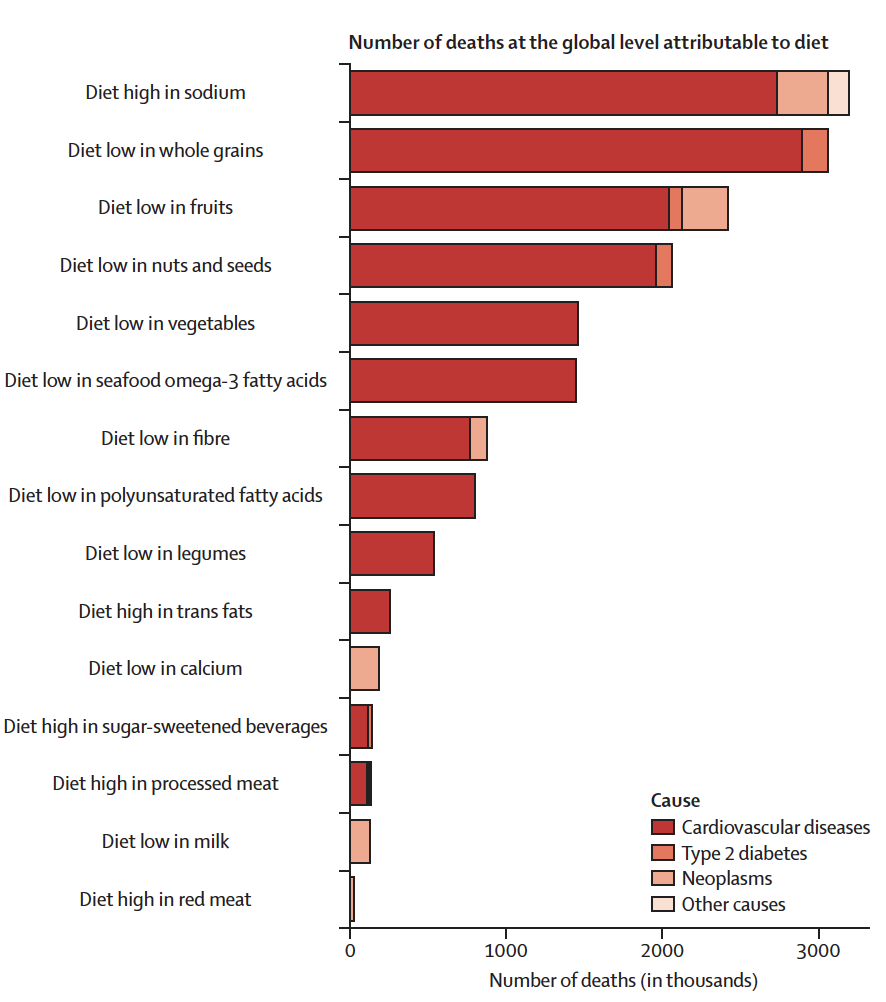 Number of deaths at the global level attributable to diet
Diet high in sodium
Diet low in whole grains
Diet low in fruits
Diet low in nuts and seeds
Diet low in vegetables
Diet low in seafood omega-3 fatty acids
Diet low in fibre
Diet low in polyunsaturated fatty acids
Diet low in legumes
Diet high in trans fats
Diet low in calcium
Diet high in sugar-sweetened beverages
Diet high in processed meat
Diet low in milk
Diet high in red meat
Cause
Cardiovascular diseases
Type 2 diabetes
Neoplasms
Other causes
0 1000 2000 3000
Number of deaths (in thousands)